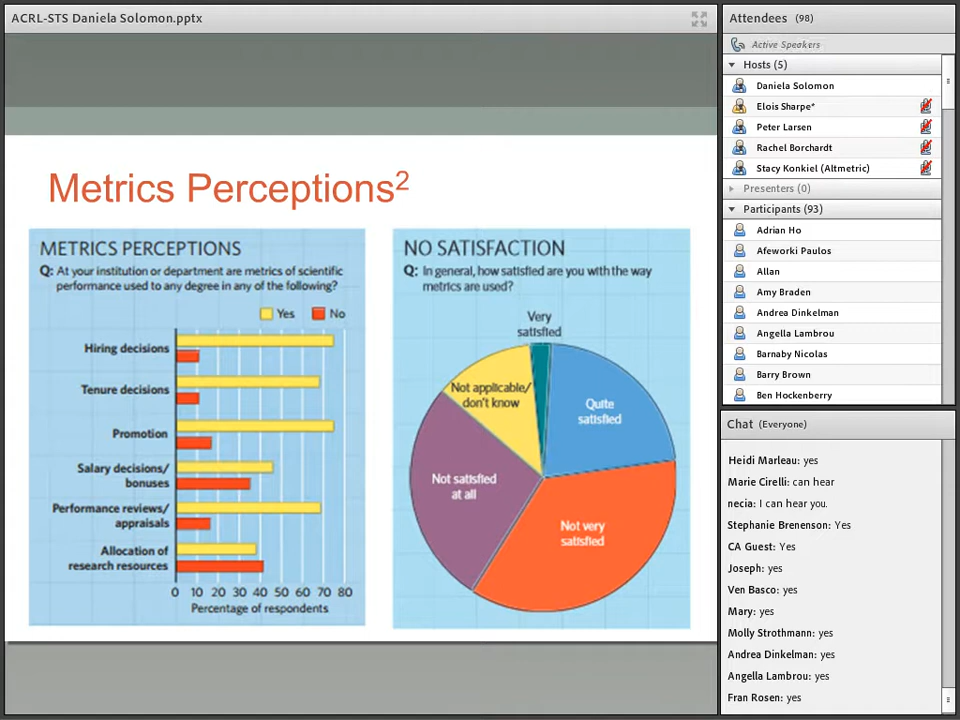 ACRL-STS Daniela Solomon.pptx
Metrics Perceptions²
METRICS PERCEPTIONS
Q: At your institution or department are metrics of scientific
performance used to any degree in any of the following?
Yes No
Hiring decisions
Tenure decisions
Promotion
Salary decisions/
bonuses
Performance reviews/
appraisals
Allocation of
research resources
0 10 20 30 40 50 60 70 80
Percentage of respondents
NO SATISFACTION
Q: In general, how satisfied are you with the way
metrics are used?
Very
satisfied
Not applicable/
don't know
Quite
satisfied
Not satisfied
at all
Not very
satisfied
Attendees (98)
Active Speakers
Hosts (5)
Daniela Solomon
Elois Sharpe*
Peter Larsen
Rachel Borchardt
Stacy Konkiel (Altmetric)
Presenters (0)
Participants (93)
Adrian Ho
Afeworki Paulos
Allan
Amy Braden
Andrea Dinkelman
Angella Lambrou
Barnaby Nicolas
Barry Brown
Ben Hockenberry
Chat (Everyone)
Heidi Marleau: yes
Marie Cirelli: can hear
necia: I can hear you.
Stephanie Brenenson: Yes
CA Guest: Yes
Joseph: yes
Ven Basco: yes
Mary: yes
Molly Strothmann: yes
Andrea Dinkelman: yes
Angella Lambrou: yes
Fran Rosen: yes